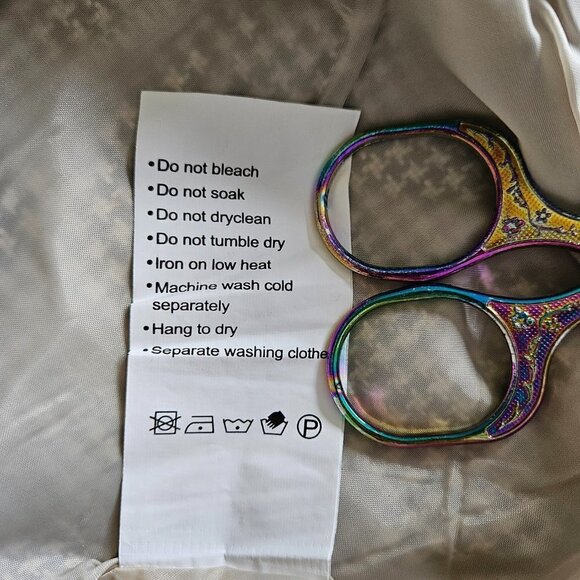 •Do not bleach
•Do not soak
•Do not dryclean
•Do not tumble dry
•Iron on low heat
•Machine wash cold
separately
•Hang to dry
•Separate washing clothe
P